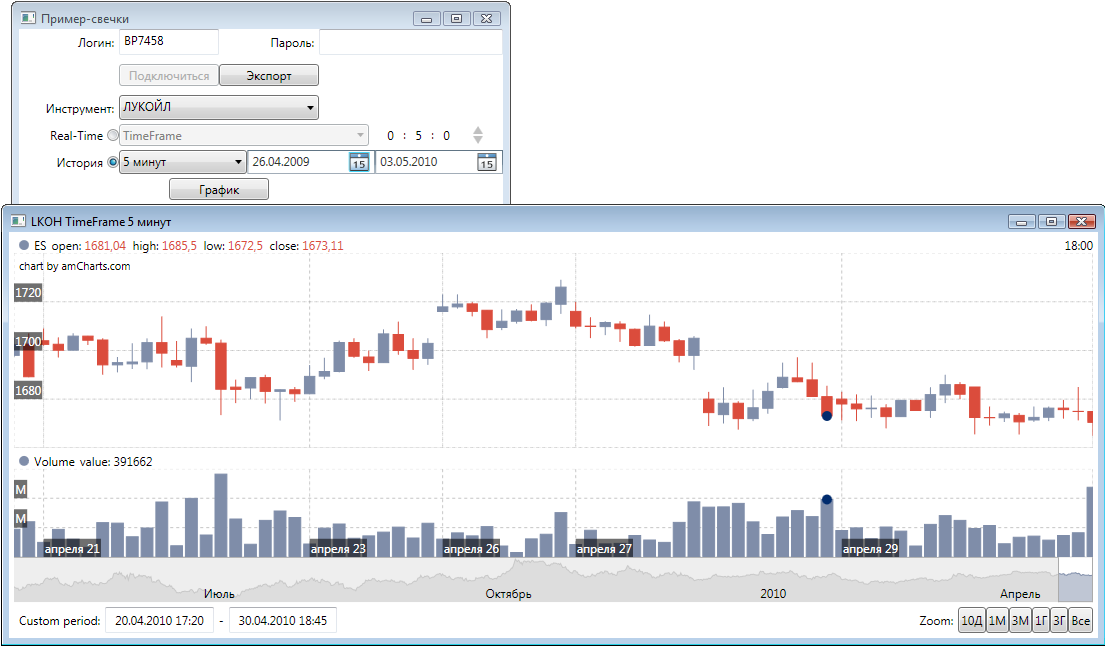 Пример-свечки
Логин: BP7458 Пароль:
Подключиться Экспорт
Инструмент: ЛУКОЙЛ
Real-Time TimeFrame 0 : 5 : 0
История 5 минут 26.04.2009 15 03.05.2010 15
График
LKOH TimeFrame 5 минут
ES open: 1681,04 high: 1685,5 low: 1672,5 close: 1673,11 18:00
chart by amCharts.com
1720
1700
1680
Volume value: 391662
M
M
апреля 21 апреля 23 апреля 26 апреля 27 апреля 29
Июль Октябрь 2010 Апрель
Custom period: 20.04.2010 17:20 - 30.04.2010 18:45 Zoom: 10Д 1М 3М 1Г 3Г Все